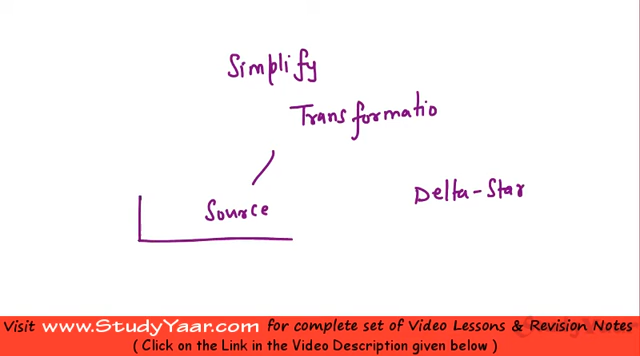 Simplify
Transformatio
Source
Delta-Star
Visit www.StudyYaar.com for complete set of Video Lessons & Revision Notes
( Click on the Link in the Video Description given below )